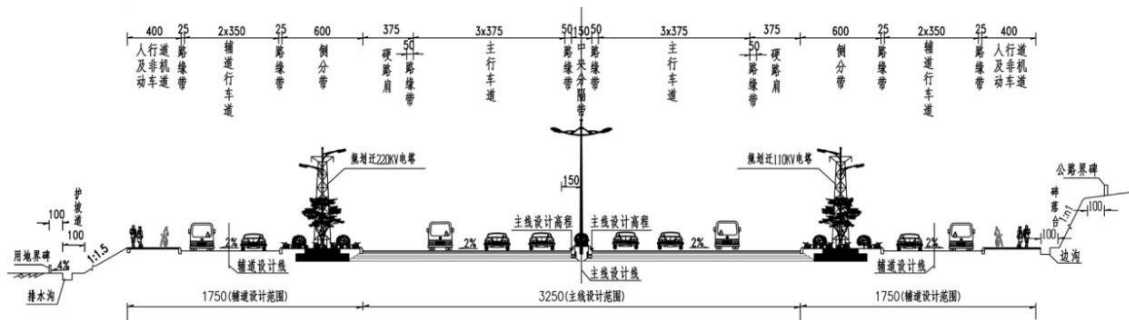 400 25 2x350 25 600 375 3x375 50 150 50 3x375 375 600 25 2x350 25 400
50 50
人行道及非机动车道
路缘带
辅道行车道
路缘带
侧分带
硬路肩
路缘带
主行车道
路缘带
中央分隔带
路缘带
主行车道
路缘带
硬路肩
侧分带
路缘带
辅道行车道
路缘带
人行道及非机动车道
规划迁220KV电塔
规划迁110KV电塔
公路界碑
护坡道
150
碎落台
100
100
100
1:n1
主线设计高程
主线设计高程
100
2%
2%
2%
2%
用地界碑
4%
1:1.5
辅道设计线
主线设计线
辅道设计线
边沟
排水沟
1750(辅道设计范围)
3250(主线设计范围)
1750(辅道设计范围)